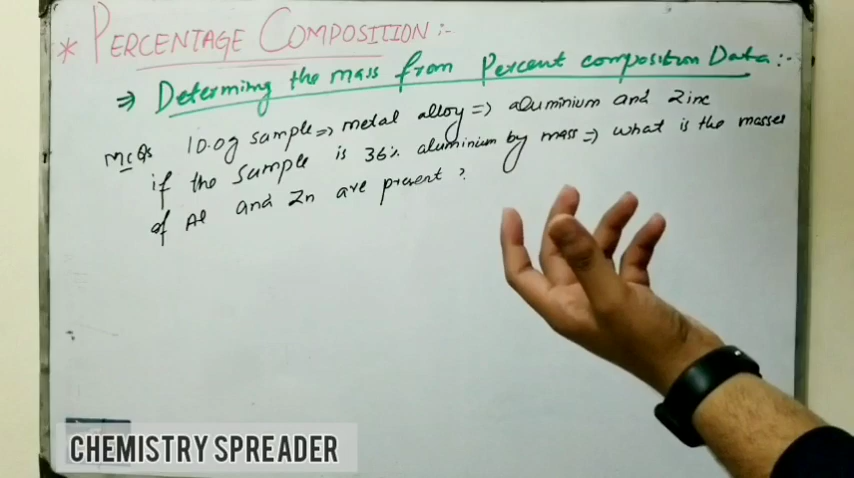 * PERCENTAGE COMPOSITION :-
⇒ Determing the mass from Percent composition Data :-
MCQs 10.0g sample ⇒ metal alloy ⇒ aluminium and Zinc
if the sample is 36% aluminium by mass ⇒ what is the masses
of Al and Zn are present ?
CHEMISTRY SPREADER